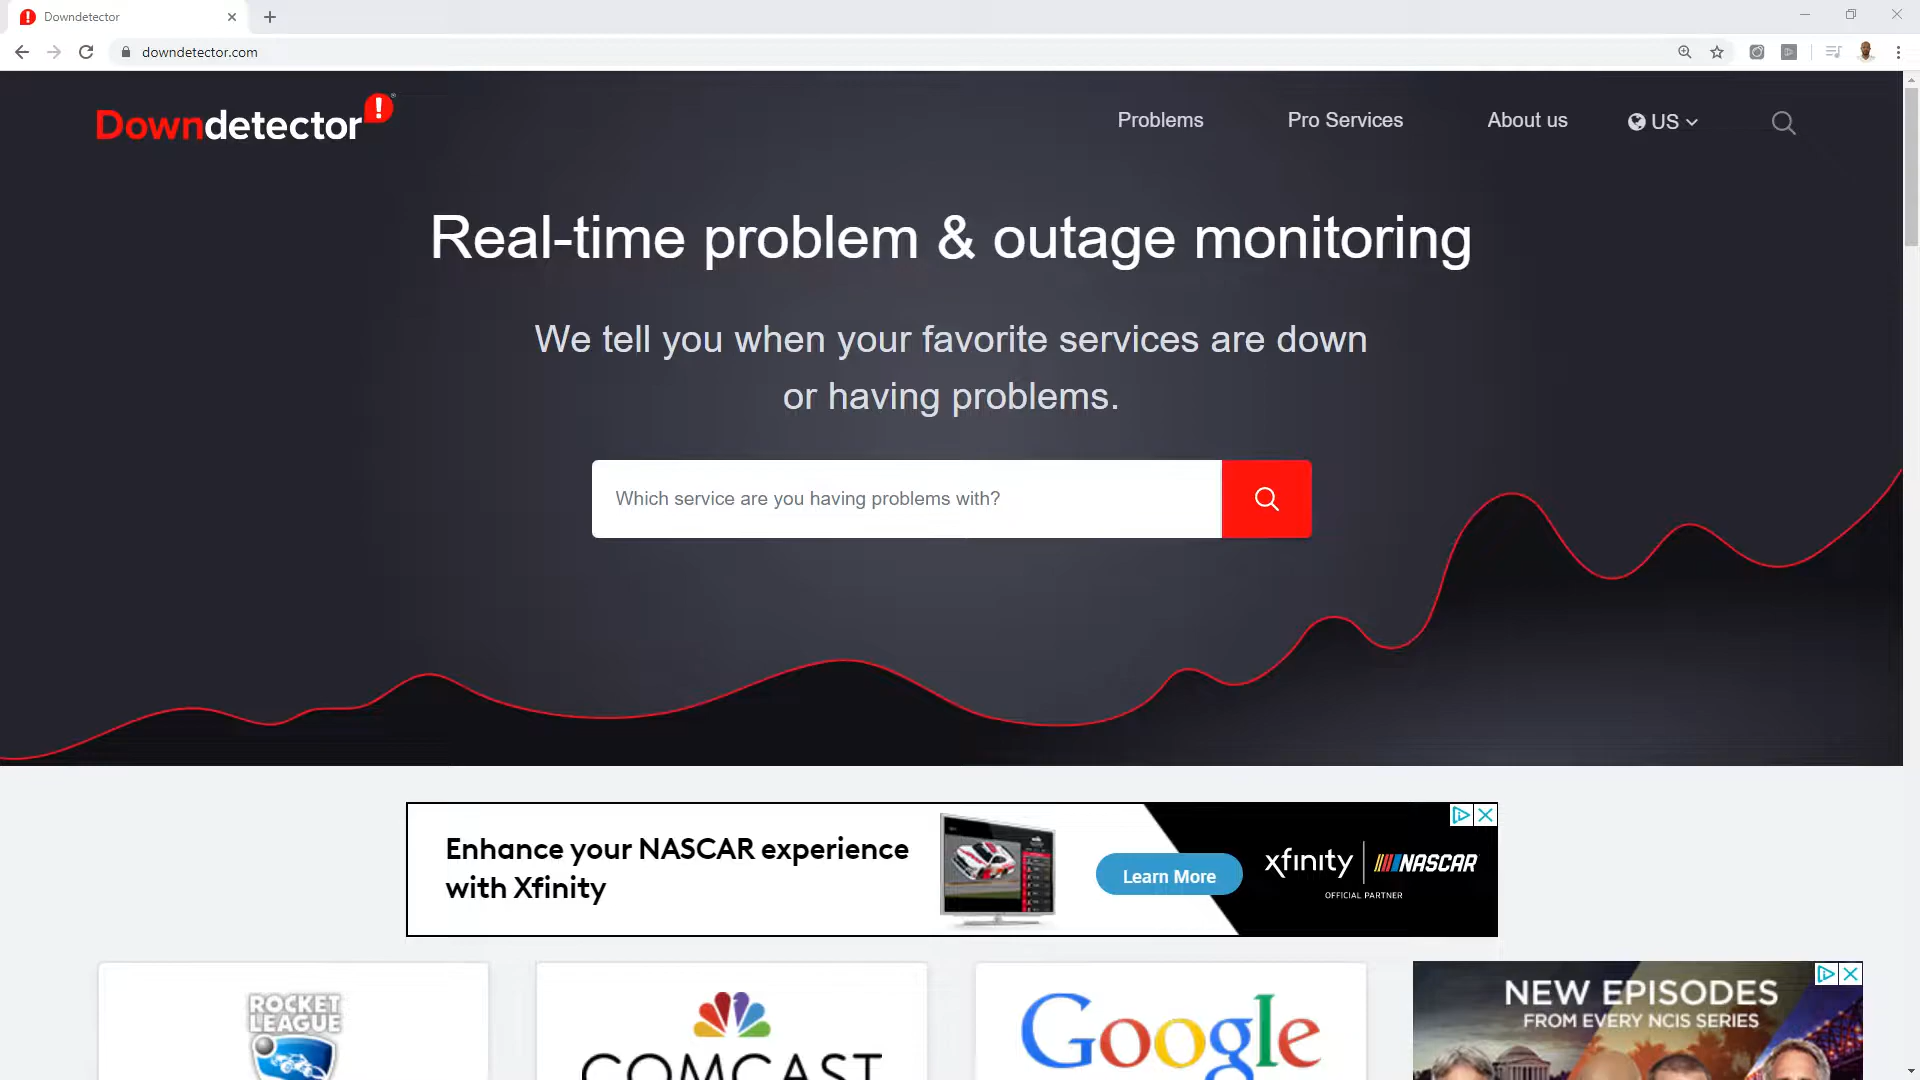 Downdetector
downdetector.com
Downdetector
Problems
Pro Services
About us
US
Real-time problem & outage monitoring
We tell you when your favorite services are down
or having problems.
Which service are you having problems with?
Enhance your NASCAR experience
with Xfinity
Learn More
xfinity
NASCAR
OFFICIAL PARTNER
ROCKET
LEAGUE
COMCAST
Google
NEW EPISODES
FROM EVERY NCIS SERIES